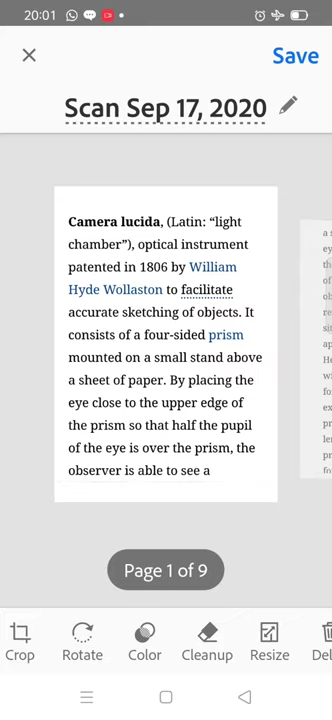 20:01
Save
Scan Sep 17, 2020
Camera lucida, (Latin: “light
chamber”), optical instrument
patented in 1806 by William
Hyde Wollaston to facilitate
accurate sketching of objects. It
consists of a four-sided prism
mounted on a small stand above
a sheet of paper. By placing the
eye close to the upper edge of
the prism so that half the pupil
of the eye is over the prism, the
observer is able to see a
Page 1 of 9
Crop Rotate Color Cleanup Resize Del